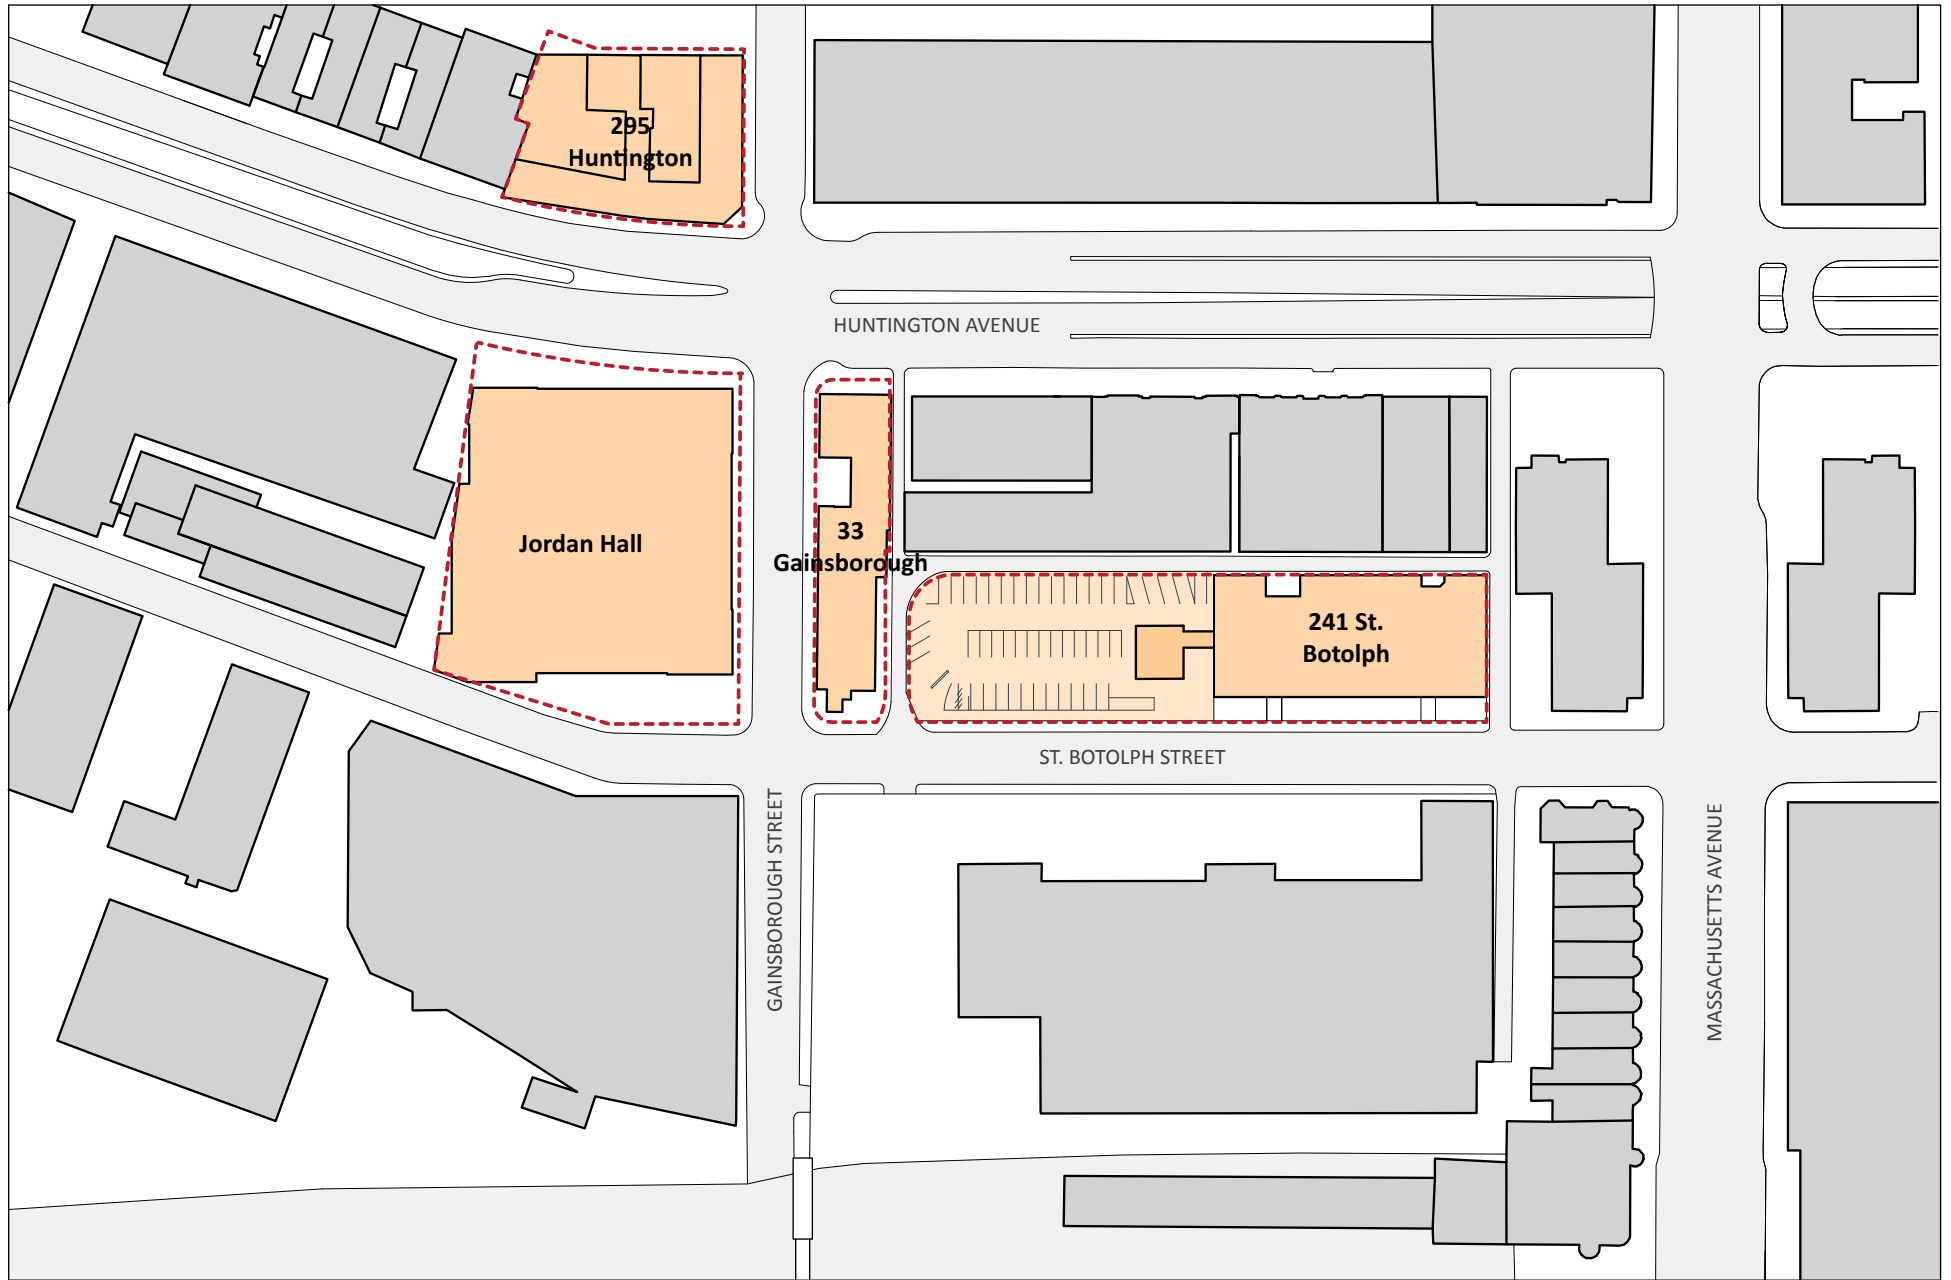 295
Huntington
HUNTINGTON AVENUE
Jordan Hall
33
Gainsborough
241 St.
Botolph
ST. BOTOLPH STREET
GAINSBOROUGH STREET
MASSACHUSETTS AVENUE